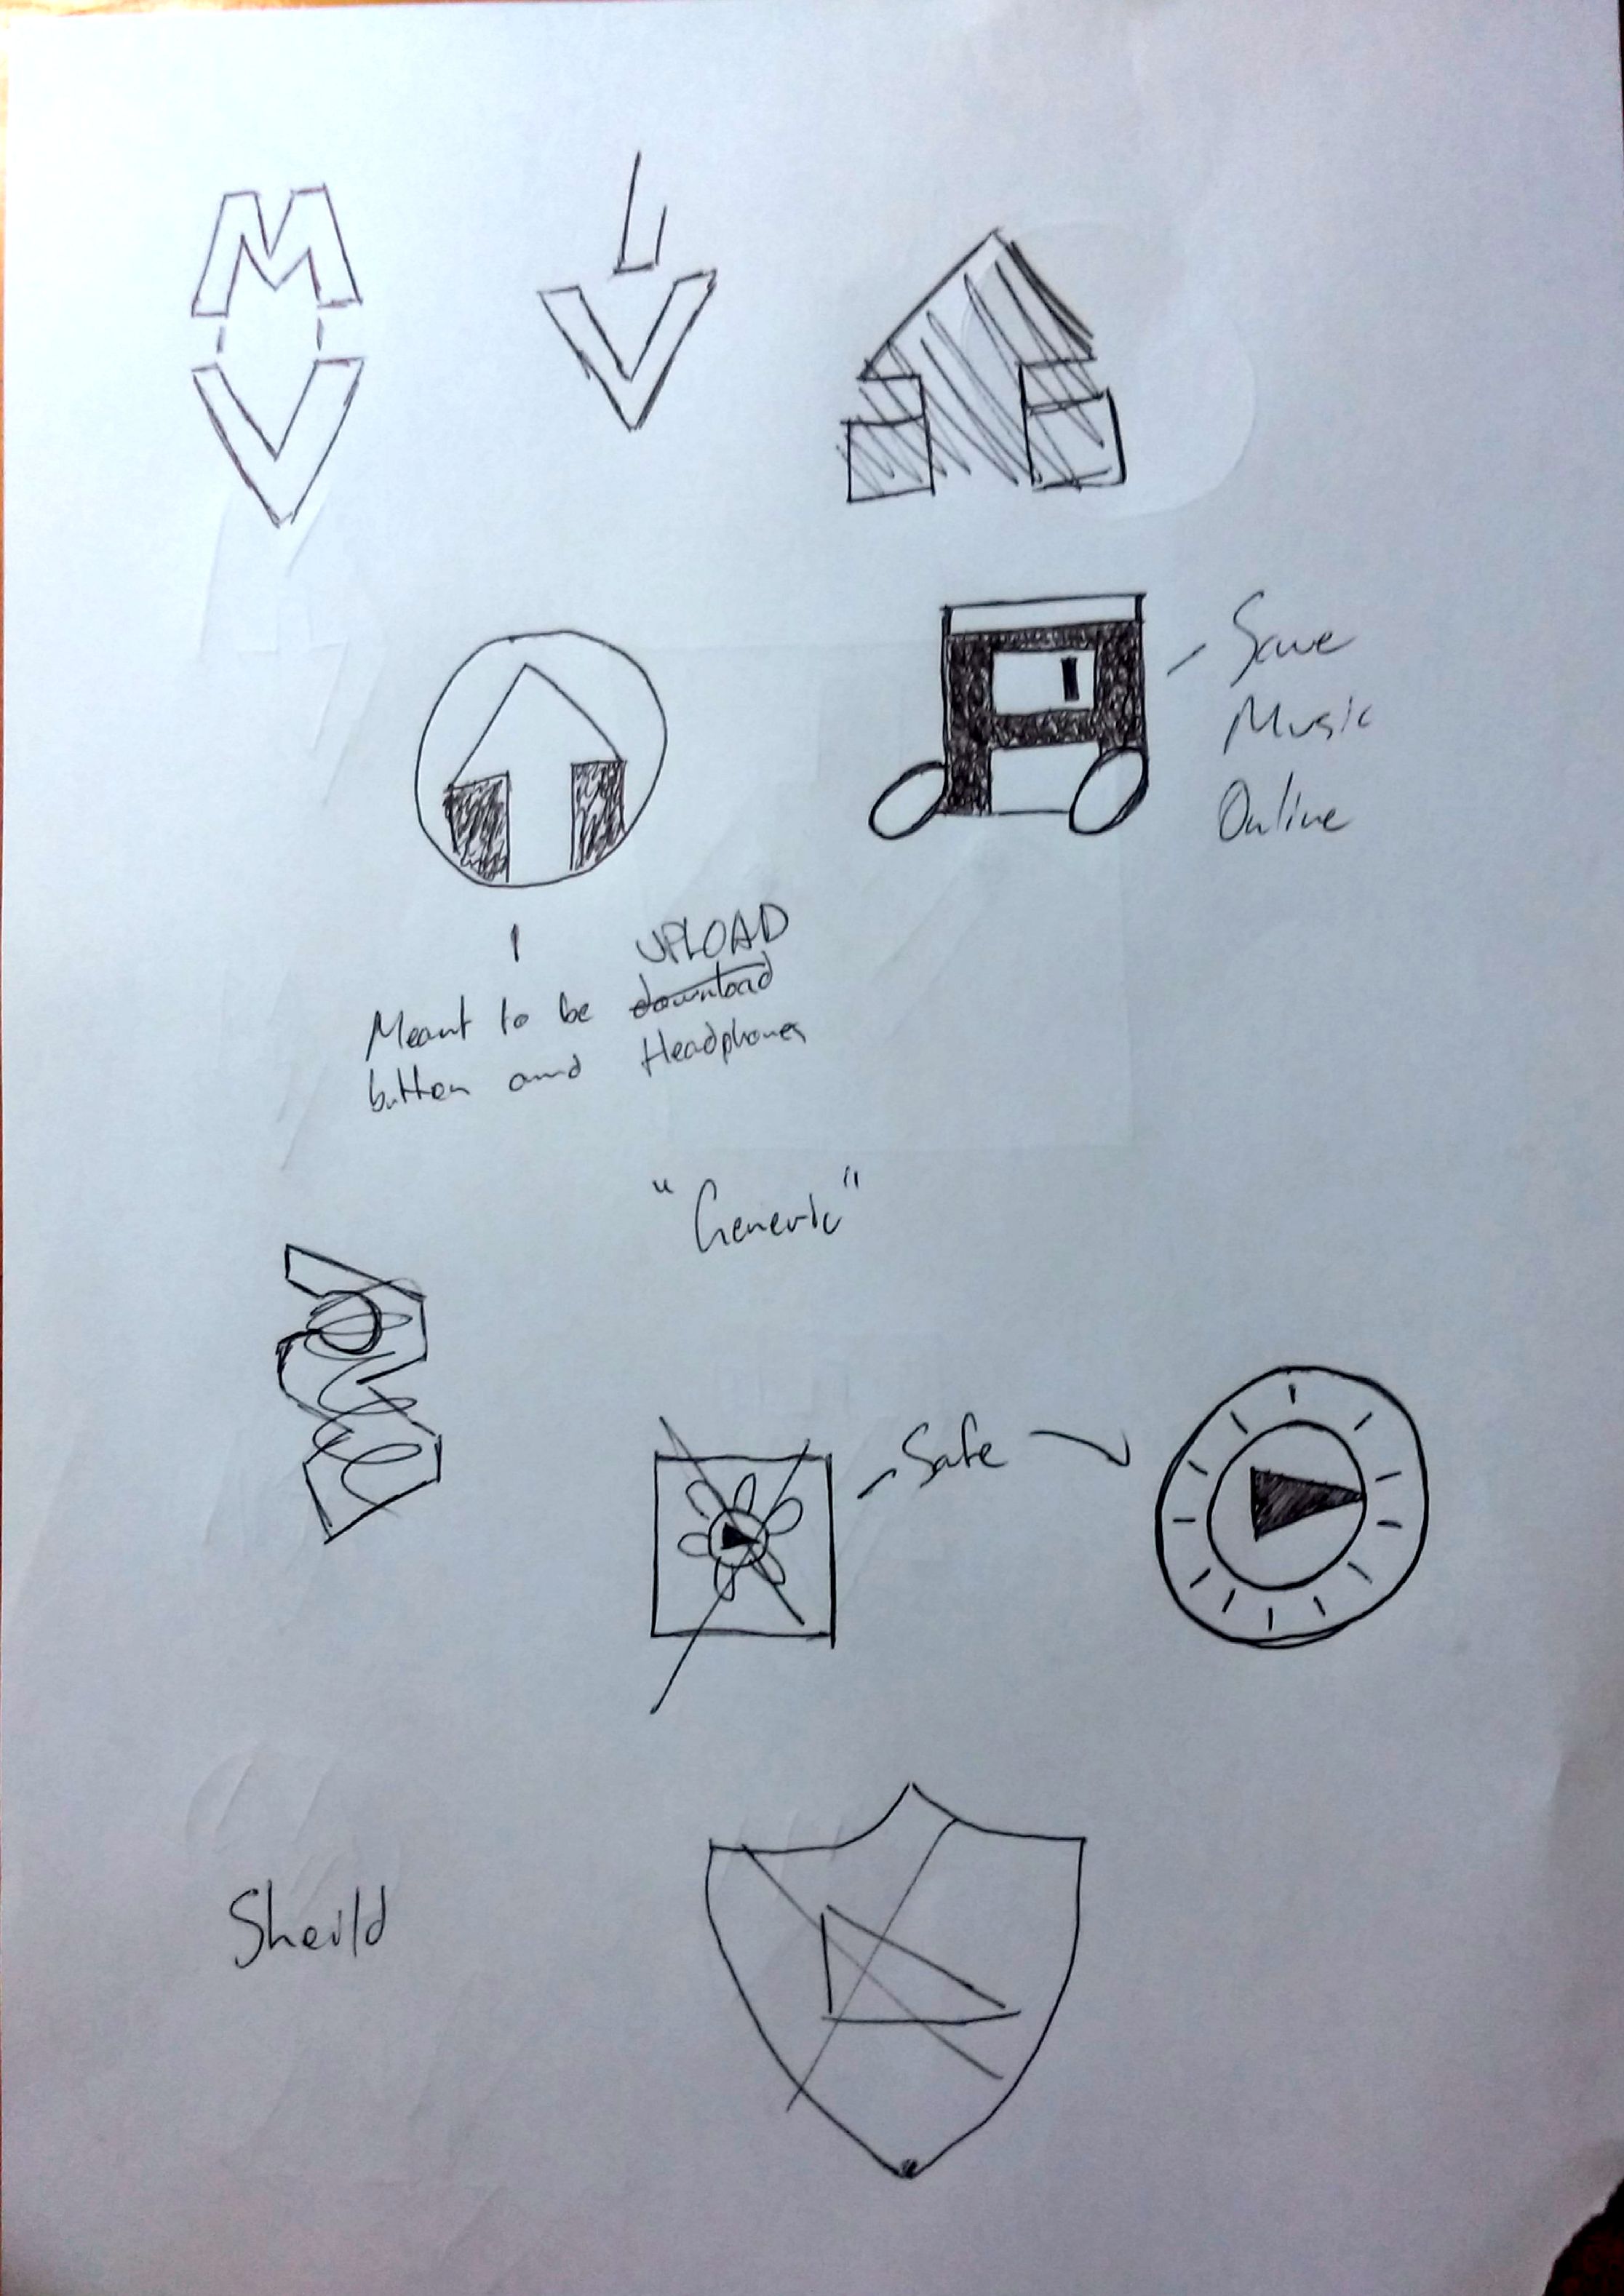 M
V
L
V
Save
Music
Online
UPLOAD
Meant to be download
button and Headphones
"Generic"
Safe
Sheild